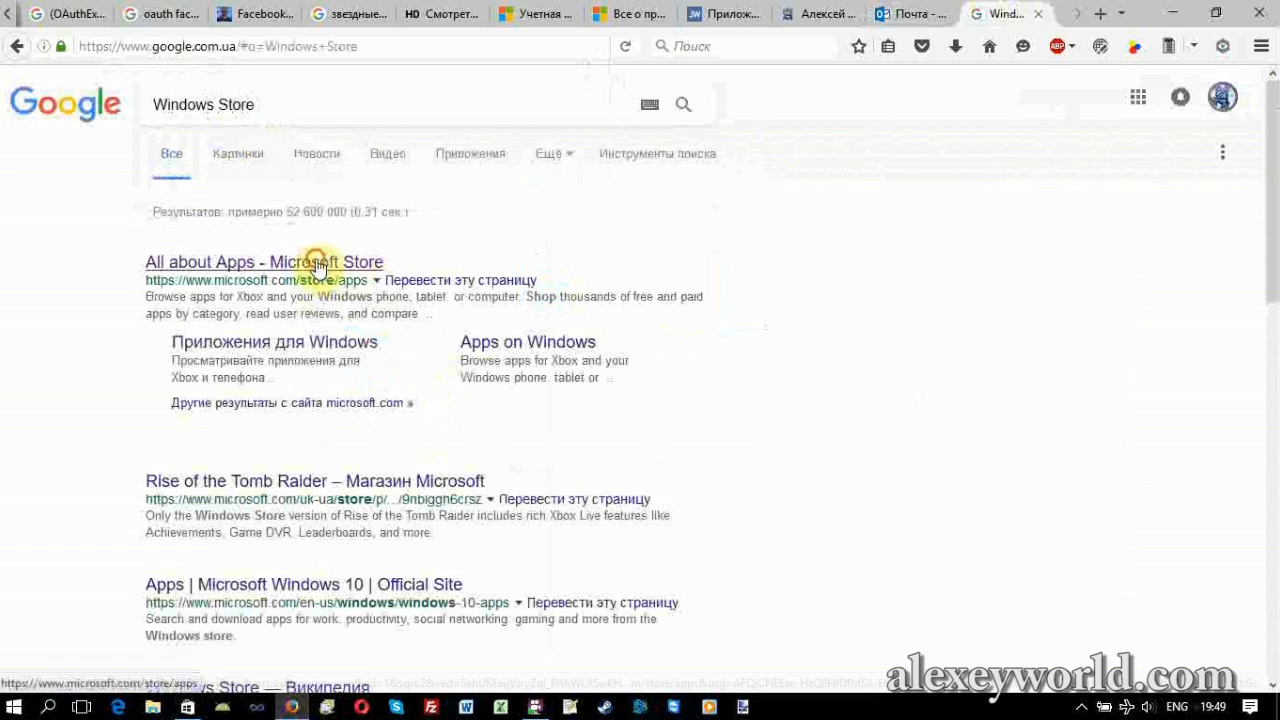 (OAuthEx...
oauth fac
Facebook
звездные
HD Смотрет...
Учетная
Все о пр
JW Прилож
Алексей
Почта -
Wind
https://www.google.com.ua/#q=Windows+Store
Поиск
Google
Windows Store
Все
Картинки
Новости
Видео
Приложения
Ещё
Инструменты поиска
Результатов: примерно 52 600 000 (0,31 сек.)
All about Apps - Microsoft Store
https://www.microsoft.com/store/apps Перевести эту страницу
Browse apps for Xbox and your Windows phone, tablet, or computer. Shop thousands of free and paid
apps by category, read user reviews, and compare ...
Приложения для Windows
Просматривайте приложения для
Xbox и телефона ...
Apps on Windows
Browse apps for Xbox and your
Windows phone, tablet or ...
Другие результаты с сайта microsoft.com »
Rise of the Tomb Raider – Магазин Microsoft
https://www.microsoft.com/uk-ua/store/p/.../9nbiggh6crsz Перевести эту страницу
Only the Windows Store version of Rise of the Tomb Raider includes rich Xbox Live features like
Achievements, Game DVR, Leaderboards, and more.
Apps | Microsoft Windows 10 | Official Site
https://www.microsoft.com/en-us/windows/windows-10-apps Перевести эту страницу
Search and download apps for work, productivity, social networking, gaming and more from the
Windows store.
https://www.microsoft.com/store/apps
Store — Википедия
alexeyworld.com
ENG
19:49